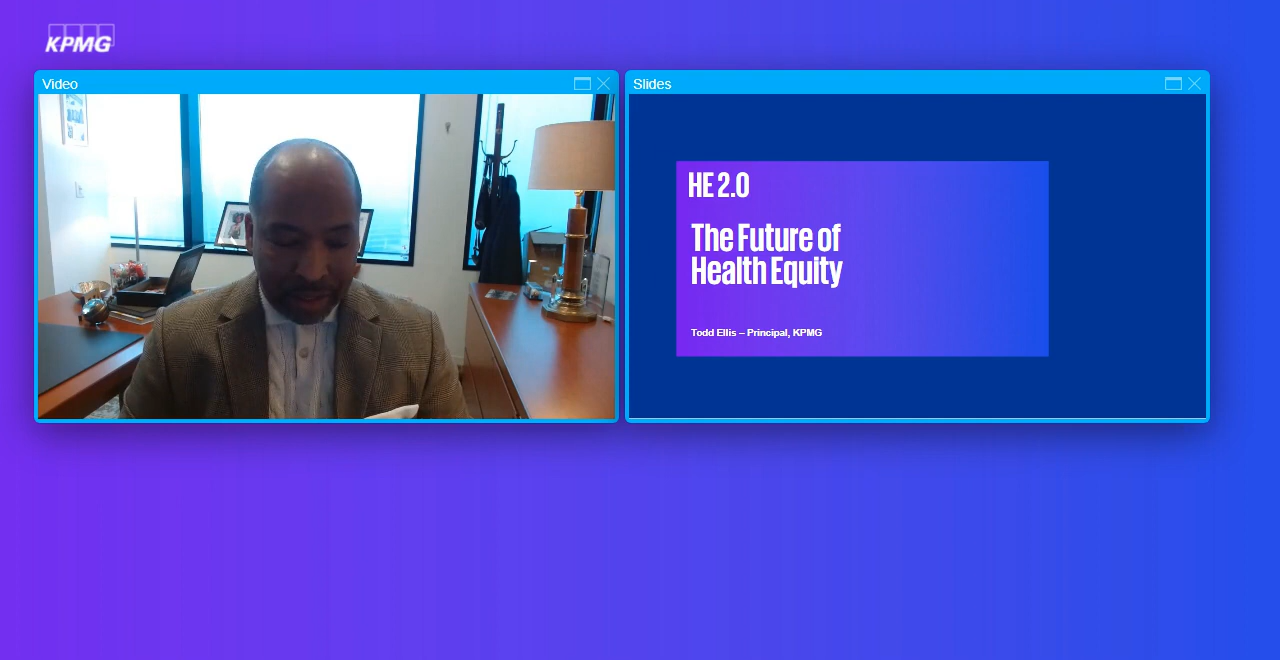 KPMG
Video
Slides
HE 2.0
The Future of
Health Equity
Todd Ellis – Principal, KPMG